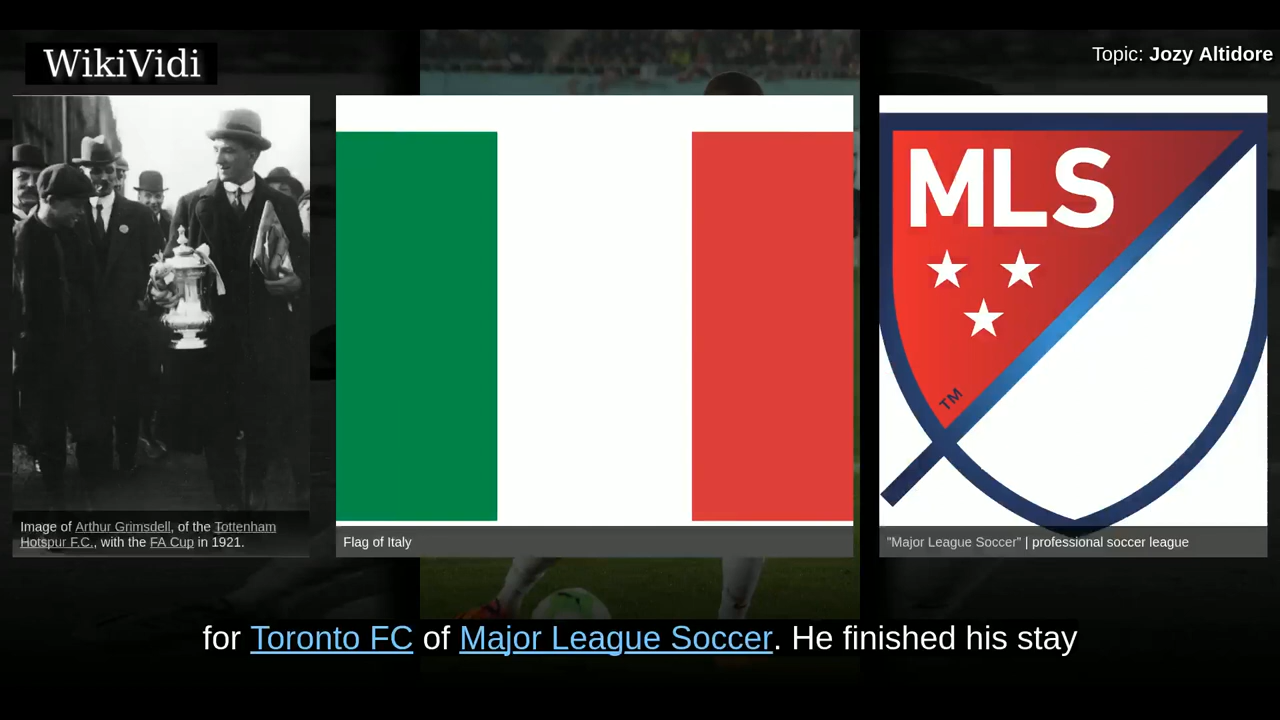 WikiVidi
Topic: Jozy Altidore
MLS
TM
Image of Arthur Grimsdell, of the Tottenham
Hotspur F.C., with the FA Cup in 1921.
Flag of Italy
"Major League Soccer" | professional soccer league
for Toronto FC of Major League Soccer. He finished his stay